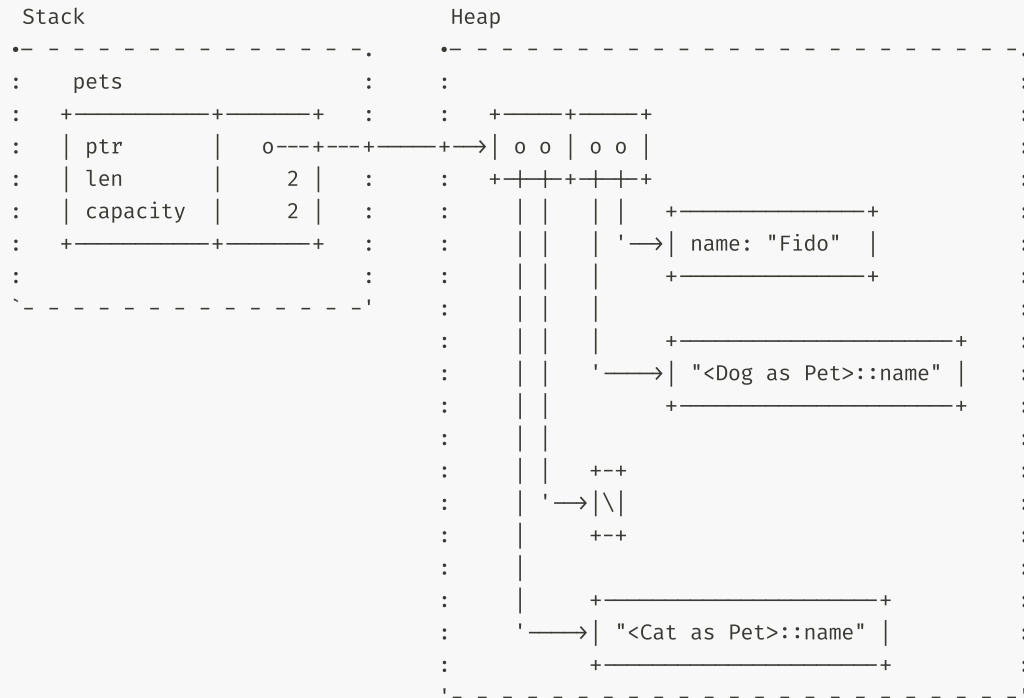 Stack
Heap
pets
ptr o
len 2
capacity 2
o o o o
name: "Fido"
"<Dog as Pet>::name"
\
"<Cat as Pet>::name"